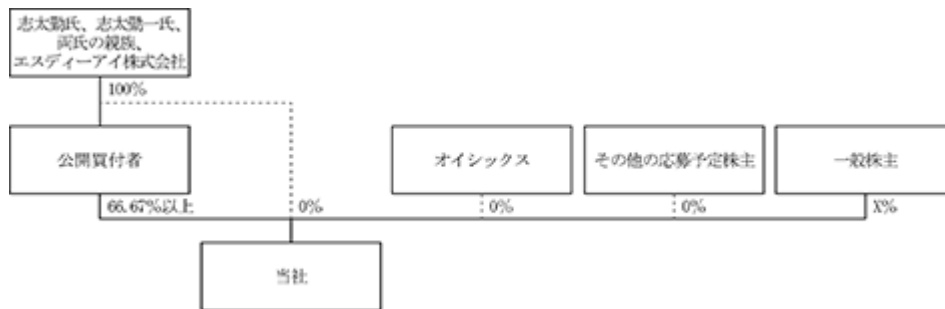 志太勤氏、志太勤一氏、
両氏の親族、
エスディーアイ株式会社
100%
公開買付者
オイシックス
その他の応募予定株主
一般株主
66.67%以上
0%
0%
0%
X%
当社